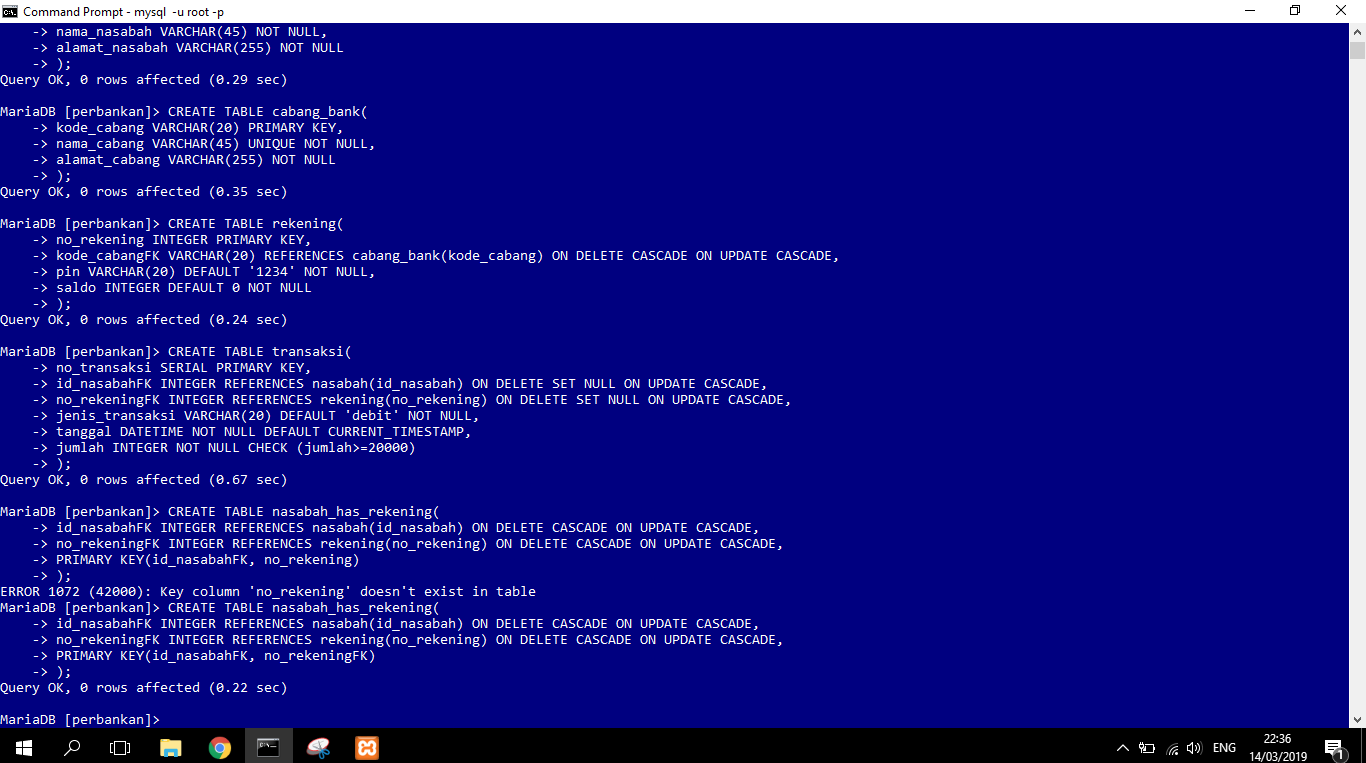 Command Prompt - mysql -u root -p
    -> nama_nasabah VARCHAR(45) NOT NULL,
    -> alamat_nasabah VARCHAR(255) NOT NULL
    -> );
Query OK, 0 rows affected (0.29 sec)
MariaDB [perbankan]> CREATE TABLE cabang_bank(
    -> kode_cabang VARCHAR(20) PRIMARY KEY,
    -> nama_cabang VARCHAR(45) UNIQUE NOT NULL,
    -> alamat_cabang VARCHAR(255) NOT NULL
    -> );
Query OK, 0 rows affected (0.35 sec)
MariaDB [perbankan]> CREATE TABLE rekening(
    -> no_rekening INTEGER PRIMARY KEY,
    -> kode_cabangFK VARCHAR(20) REFERENCES cabang_bank(kode_cabang) ON DELETE CASCADE ON UPDATE CASCADE,
    -> pin VARCHAR(20) DEFAULT '1234' NOT NULL,
    -> saldo INTEGER DEFAULT 0 NOT NULL
    -> );
Query OK, 0 rows affected (0.24 sec)
MariaDB [perbankan]> CREATE TABLE transaksi(
    -> no_transaksi SERIAL PRIMARY KEY,
    -> id_nasabahFK INTEGER REFERENCES nasabah(id_nasabah) ON DELETE SET NULL ON UPDATE CASCADE,
    -> no_rekeningFK INTEGER REFERENCES rekening(no_rekening) ON DELETE SET NULL ON UPDATE CASCADE,
    -> jenis_transaksi VARCHAR(20) DEFAULT 'debit' NOT NULL,
    -> tanggal DATETIME NOT NULL DEFAULT CURRENT_TIMESTAMP,
    -> jumlah INTEGER NOT NULL CHECK (jumlah>=20000)
    -> );
Query OK, 0 rows affected (0.67 sec)
MariaDB [perbankan]> CREATE TABLE nasabah_has_rekening(
    -> id_nasabahFK INTEGER REFERENCES nasabah(id_nasabah) ON DELETE CASCADE ON UPDATE CASCADE,
    -> no_rekeningFK INTEGER REFERENCES rekening(no_rekening) ON DELETE CASCADE ON UPDATE CASCADE,
    -> PRIMARY KEY(id_nasabahFK, no_rekening)
    -> );
ERROR 1072 (42000): Key column 'no_rekening' doesn't exist in table
MariaDB [perbankan]> CREATE TABLE nasabah_has_rekening(
    -> id_nasabahFK INTEGER REFERENCES nasabah(id_nasabah) ON DELETE CASCADE ON UPDATE CASCADE,
    -> no_rekeningFK INTEGER REFERENCES rekening(no_rekening) ON DELETE CASCADE ON UPDATE CASCADE,
    -> PRIMARY KEY(id_nasabahFK, no_rekeningFK)
    -> );
Query OK, 0 rows affected (0.22 sec)
MariaDB [perbankan]>
ENG
22:36
14/03/2019
1